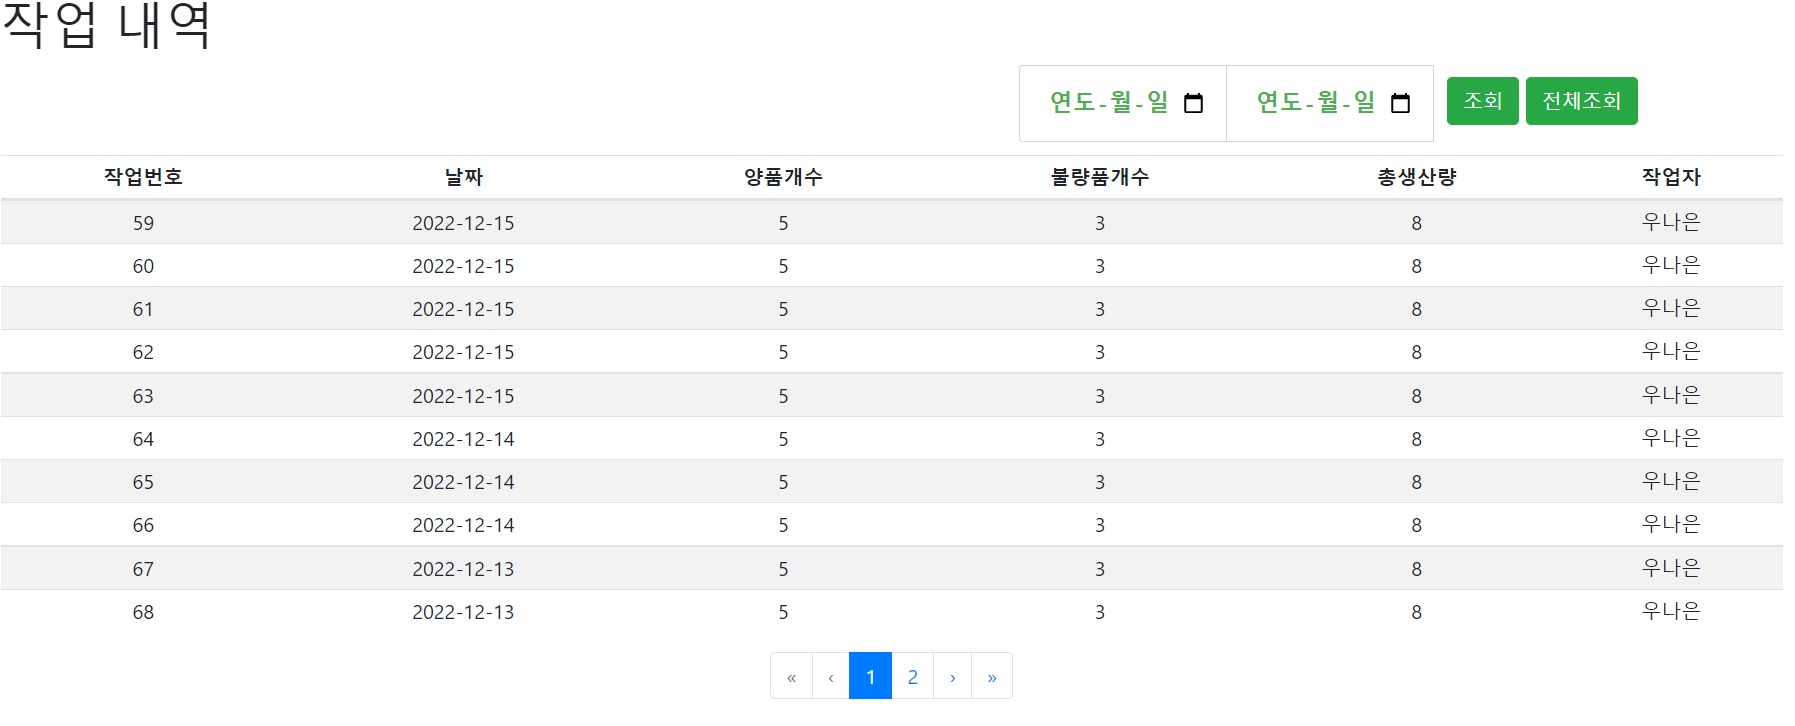 작업 내역
연도-월-일 연도-월-일 조회 전체조회
작업번호 날짜 양품개수 불량품개수 총생산량 작업자
59 2022-12-15 5 3 8 우나은
60 2022-12-15 5 3 8 우나은
61 2022-12-15 5 3 8 우나은
62 2022-12-15 5 3 8 우나은
63 2022-12-15 5 3 8 우나은
64 2022-12-14 5 3 8 우나은
65 2022-12-14 5 3 8 우나은
66 2022-12-14 5 3 8 우나은
67 2022-12-13 5 3 8 우나은
68 2022-12-13 5 3 8 우나은
« ‹ 1 2 › »